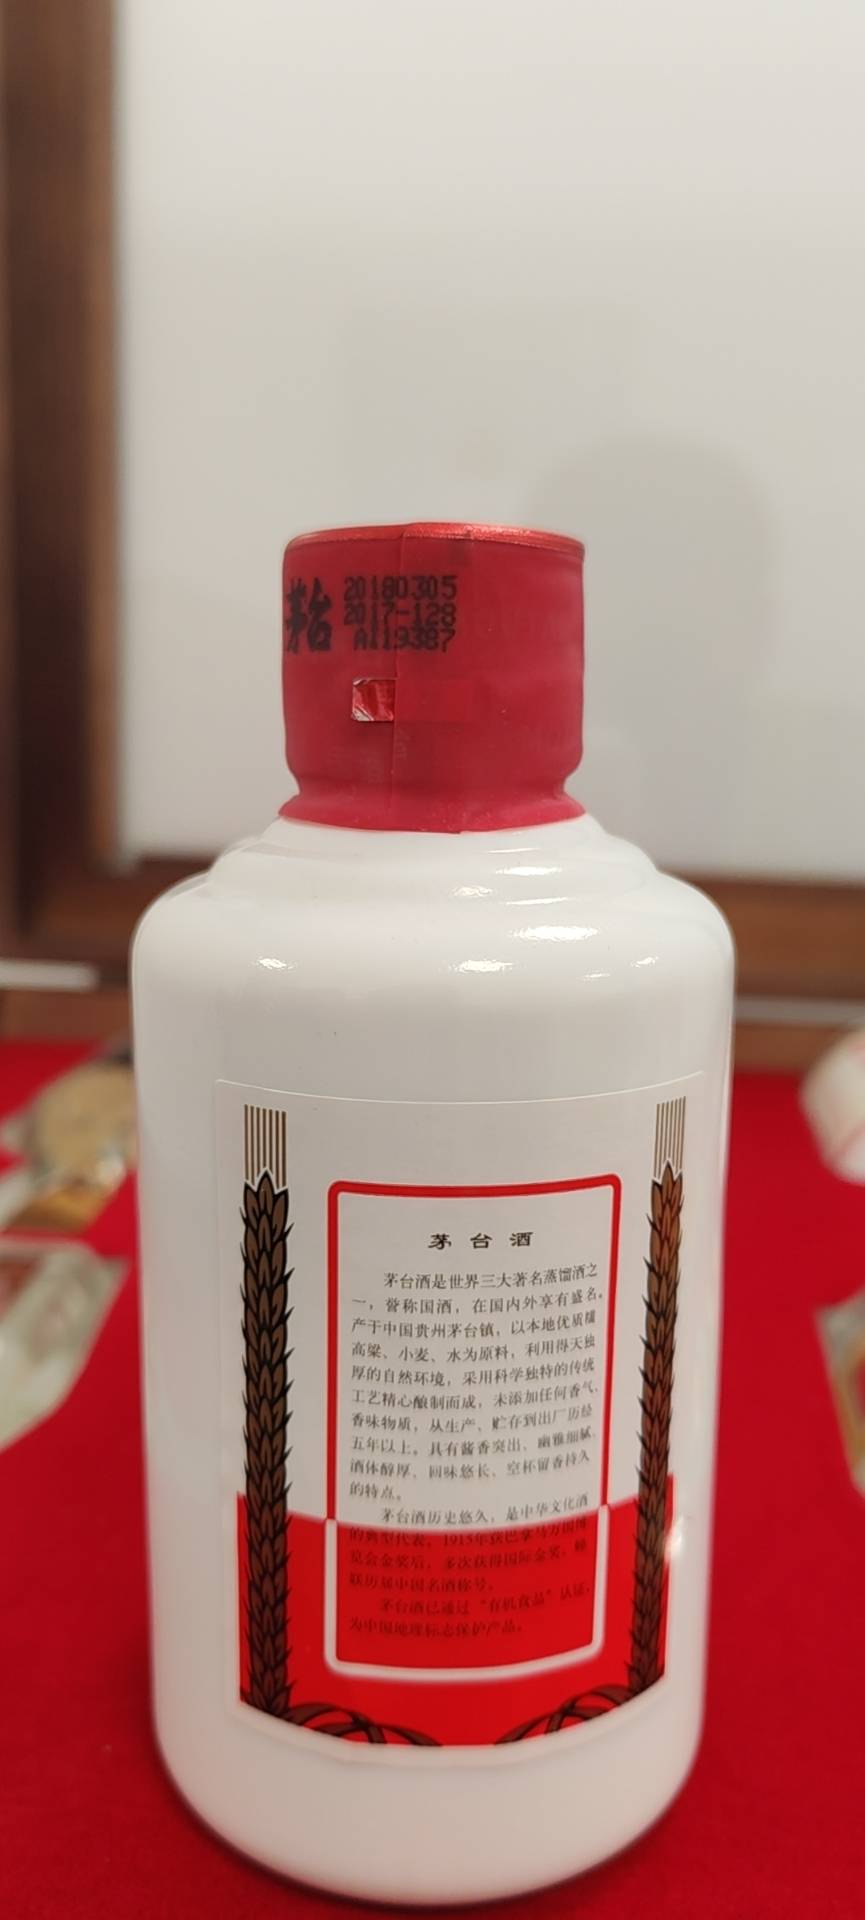 茅台
20180305
2017-128
A119387
茅台酒
茅台酒是世界三大著名蒸馏酒之
一，誉称国酒，在国内外享有盛名。
产于中国贵州茅台镇，以本地优质糯
高粱、小麦、水为原料，利用得天独
厚的自然环境，采用科学独特的传统
工艺精心酿制而成，未添加任何香气、
香味物质，从生产、贮存到出厂历经
五年以上。具有酱香突出、幽雅细腻、
酒体醇厚、回味悠长、空杯留香持久
的特点。
茅台酒历史悠久，是中华文化酒
的典型代表，1915年获巴拿马万国博
览会金奖后，多次获得国际金奖，蝉
联历届中国名酒称号。
茅台酒已通过“有机食品”认证，
为中国地理标志保护产品。